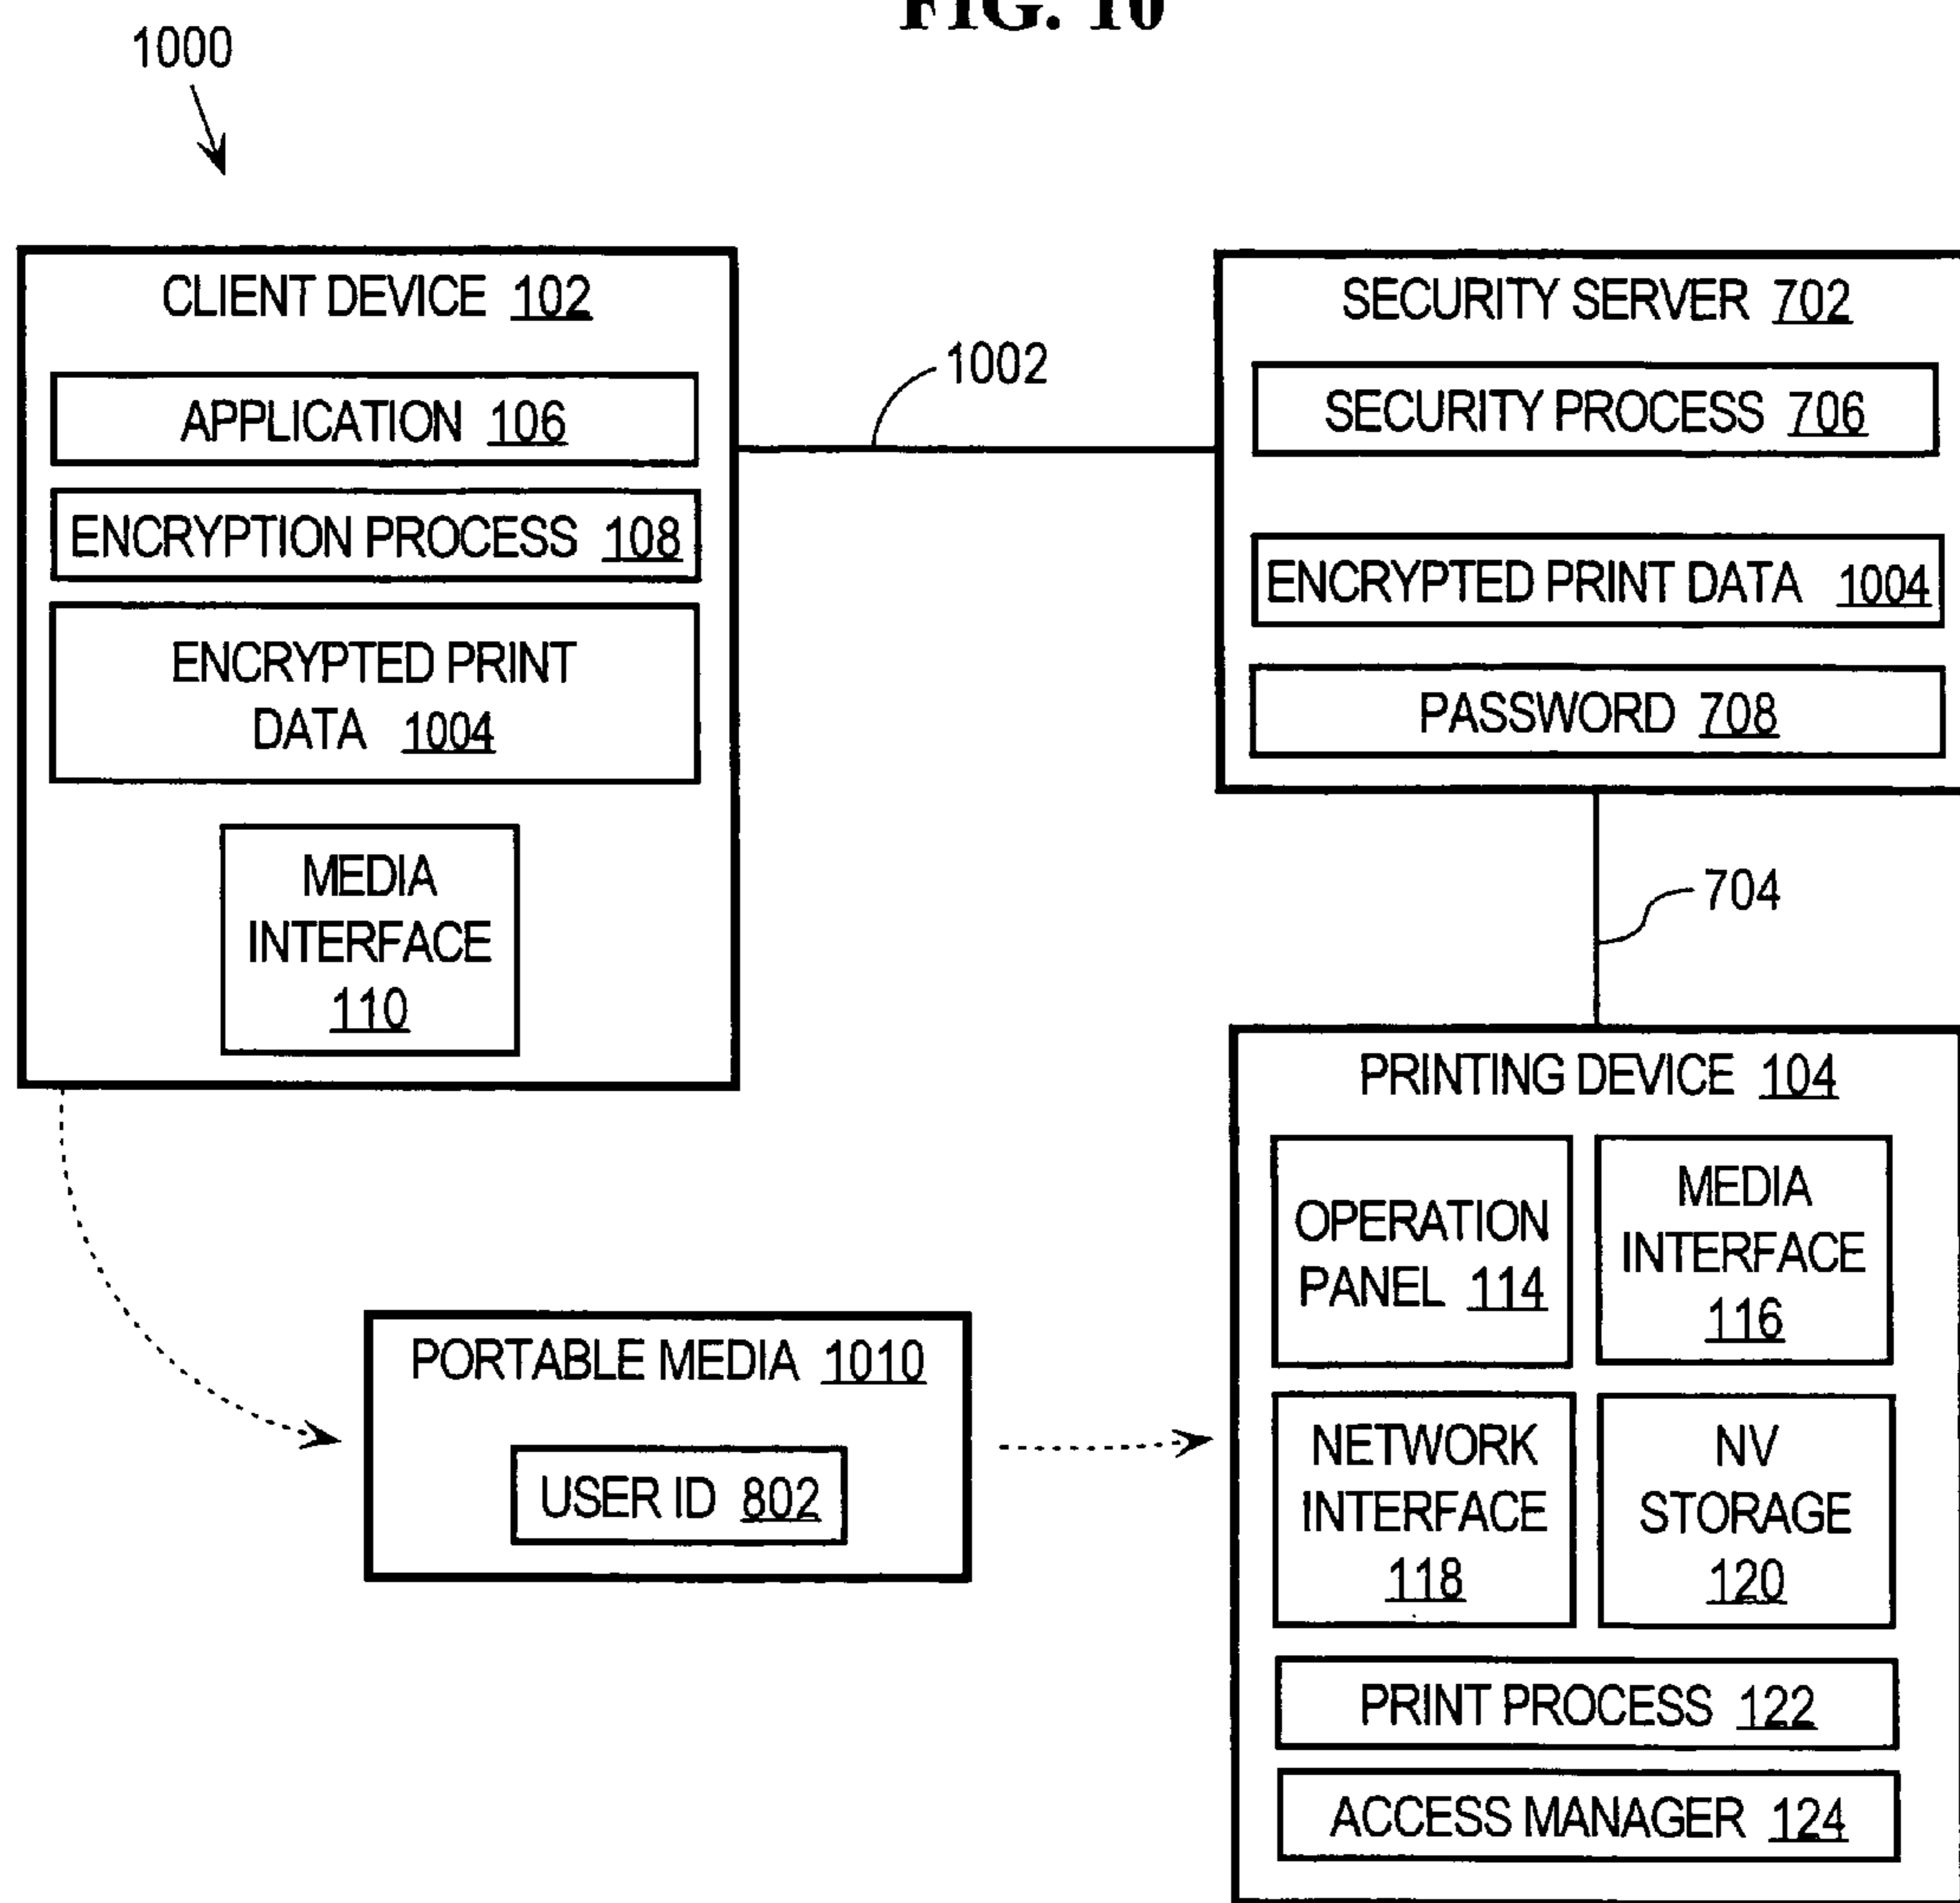 FIG. 10
1000
CLIENT DEVICE 102
APPLICATION 106
ENCRYPTION PROCESS 108
ENCRYPTED PRINT
DATA 1004
MEDIA
INTERFACE
110
1002
SECURITY SERVER 702
SECURITY PROCESS 706
ENCRYPTED PRINT DATA 1004
PASSWORD 708
704
PORTABLE MEDIA 1010
USER ID 802
PRINTING DEVICE 104
OPERATION
PANEL 114
MEDIA
INTERFACE
116
NETWORK
INTERFACE
118
NV
STORAGE
120
PRINT PROCESS 122
ACCESS MANAGER 124